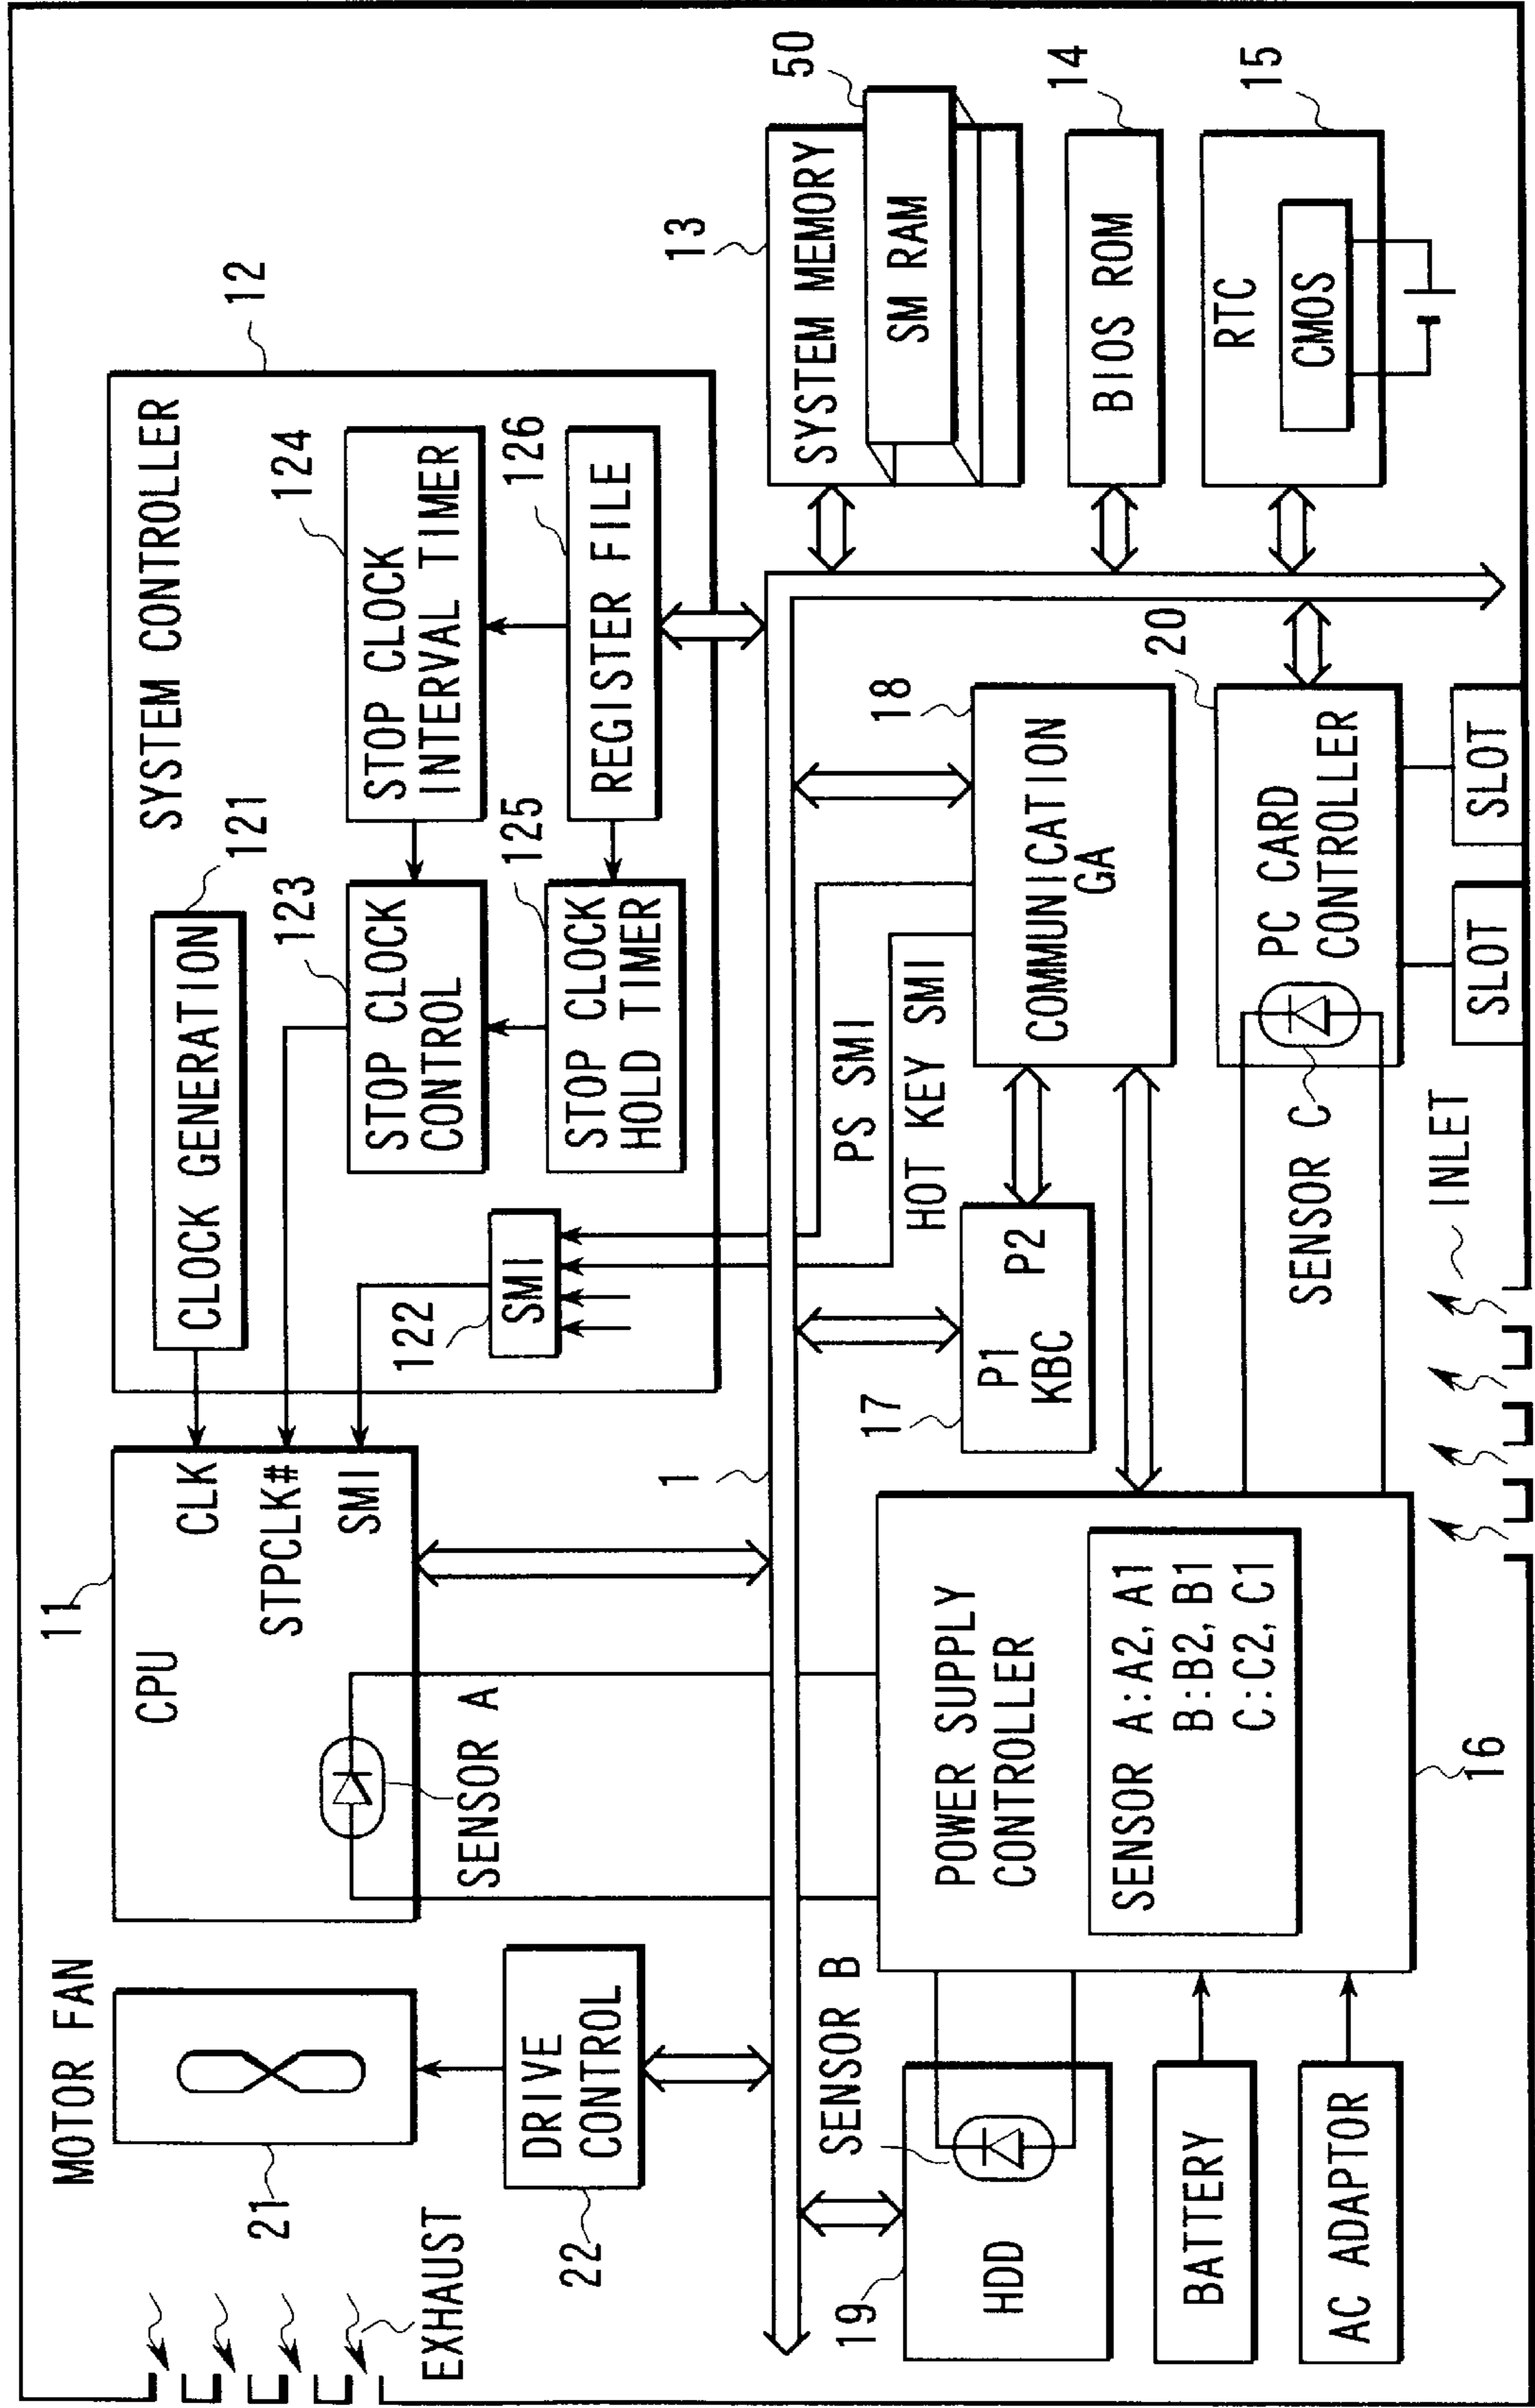 MOTOR FAN
21
EXHAUST
DRIVE
CONTROL
22
11
CPU
CLK
STPCLK#
SMI
SENSOR A
SYSTEM CONTROLLER
12
CLOCK GENERATION
121
SMI
122
STOP CLOCK
CONTROL
123
STOP CLOCK
INTERVAL TIMER
124
STOP CLOCK
HOLD TIMER
125
REGISTER FILE
126
1
PS SMI
HOT KEY SMI
SYSTEM MEMORY
13
SM RAM
50
BIOS ROM
14
RTC
CMOS
15
HDD
19
SENSOR B
BATTERY
AC ADAPTOR
POWER SUPPLY
CONTROLLER
SENSOR A:A2, A1
B:B2, B1
C:C2, C1
16
P1 P2
KBC
17
COMMUNICATION
GA
18
PC CARD
CONTROLLER
20
SENSOR C
SLOT
SLOT
INLET